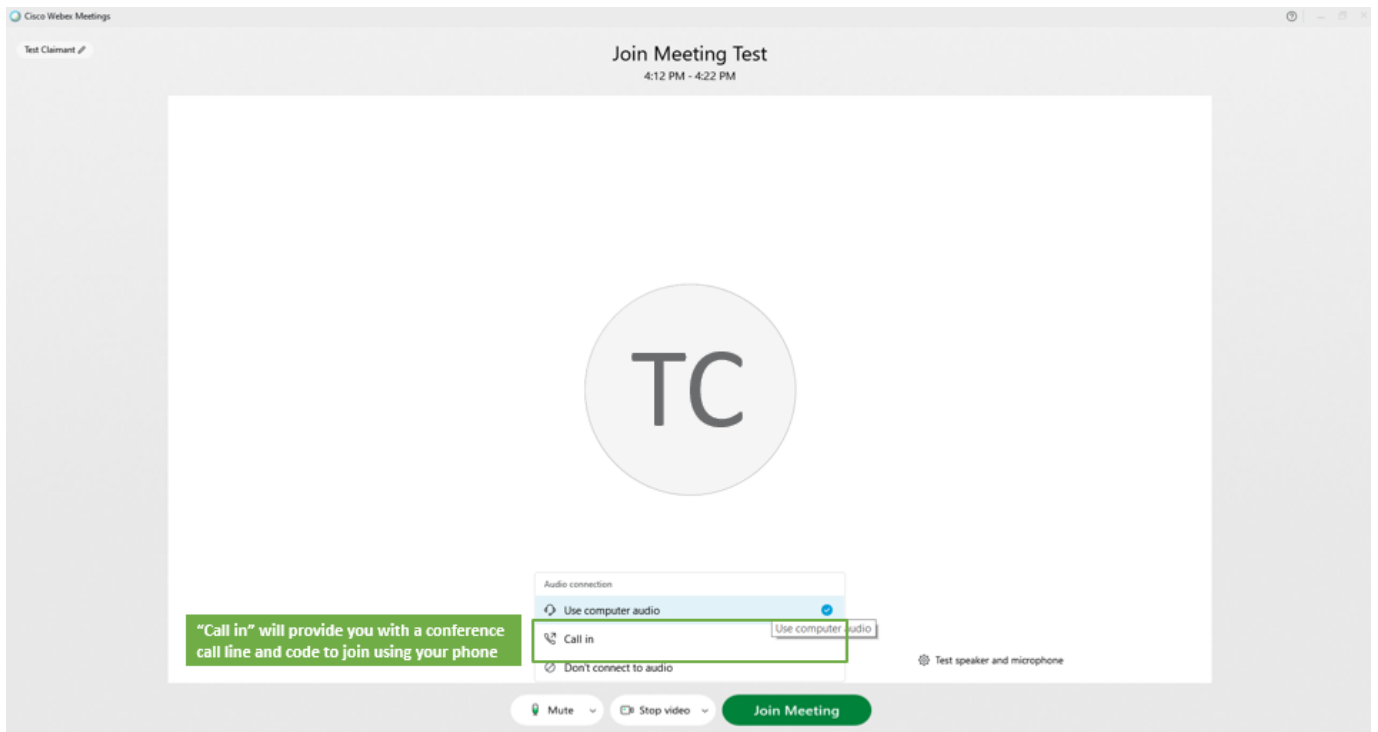 Cisco Webex Meetings
Test Claimant
Join Meeting Test
4:12 PM - 4:22 PM
TC
Audio connection
Use computer audio
Use computer audio
Call in
Don't connect to audio
“Call in” will provide you with a conference
call line and code to join using your phone
Test speaker and microphone
Mute
Stop video
Join Meeting